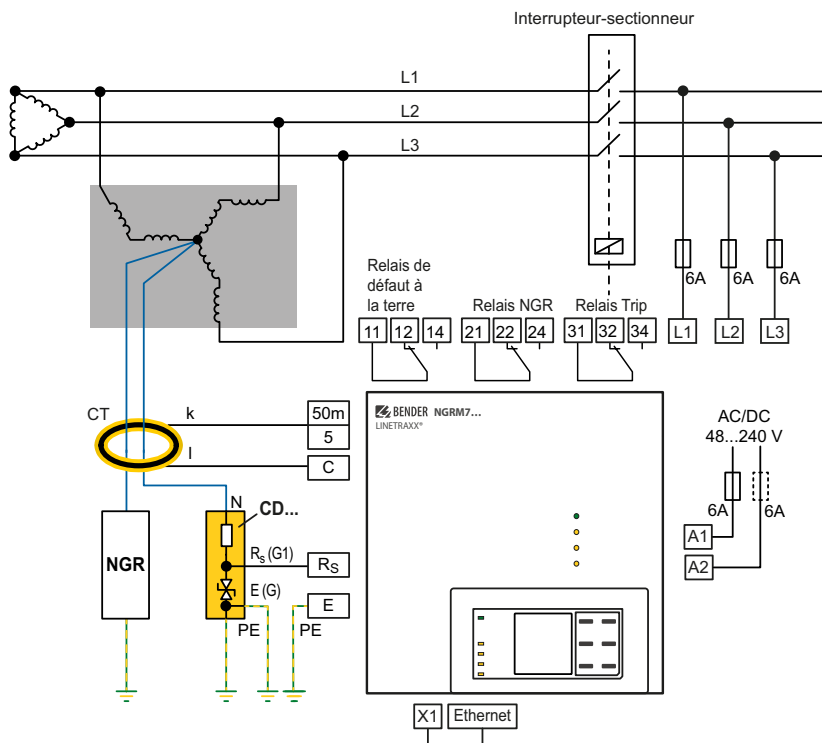 Interrupteur-sectionneur
L1
L2
L3
6A
6A
6A
L1
L2
L3
Relais de
défaut à
la terre
11
12
14
Relais NGR
21
22
24
Relais Trip
31
32
34
CT
k
l
50m
5
C
BENDER NGRM7...
LINETRAXX®
AC/DC
48...240 V
6A
6A
A1
A2
N
CD...
NGR
Rs (G1)
RS
E (G)
E
PE
PE
X1
Ethernet